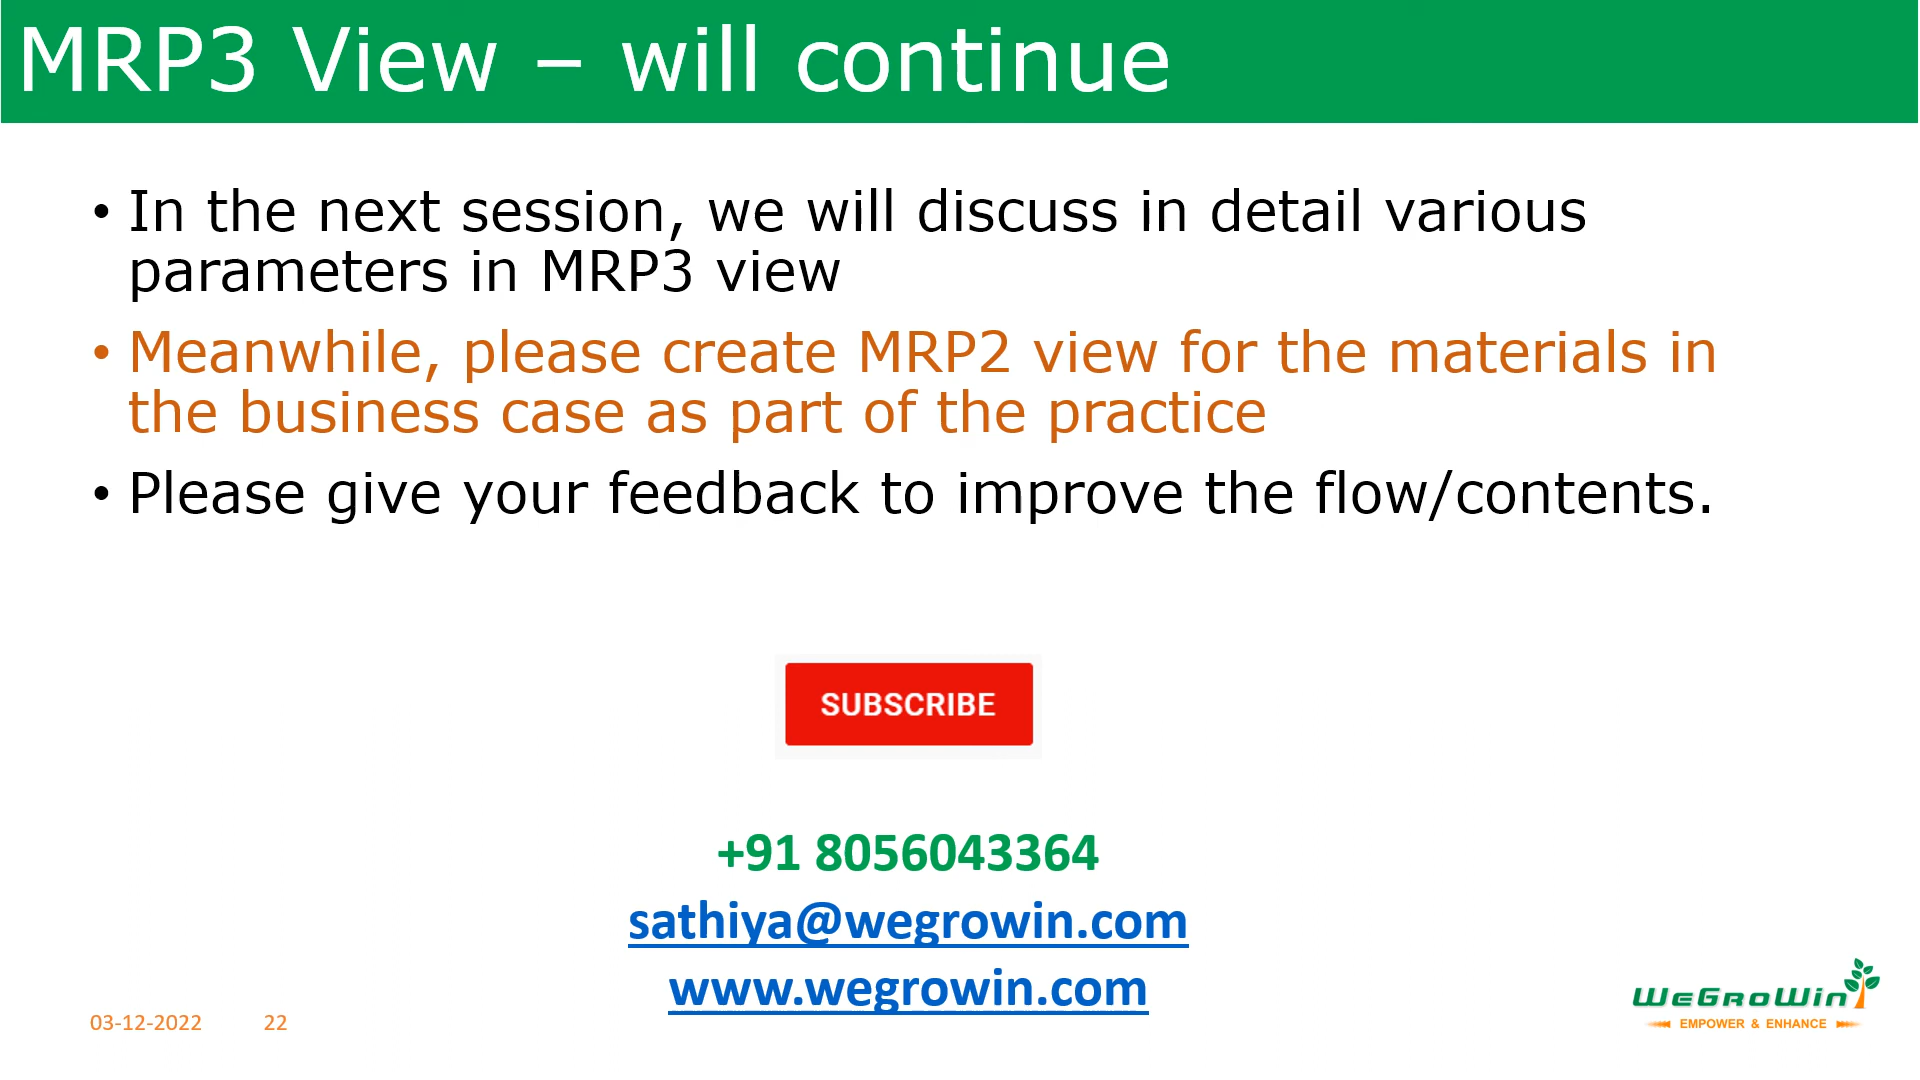 MRP3 View – will continue
• In the next session, we will discuss in detail various
parameters in MRP3 view
• Meanwhile, please create MRP2 view for the materials in
the business case as part of the practice
• Please give your feedback to improve the flow/contents.
SUBSCRIBE
+91 8056043364
sathiya@wegrowin.com
www.wegrowin.com
03-12-2022 22
WeGroWin
EMPOWER & ENHANCE